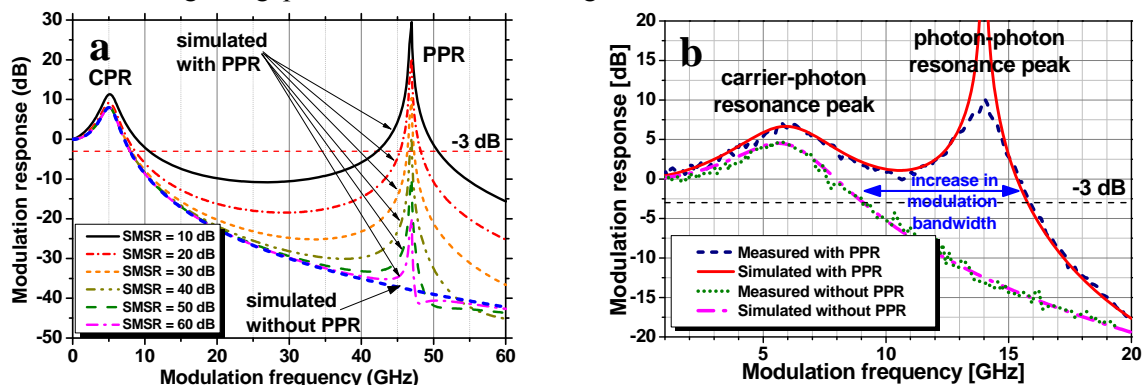 a
CPR
PPR
simulated
with PPR
-3 dB
simulated
without PPR
SMSR = 10 dB
SMSR = 20 dB
SMSR = 30 dB
SMSR = 40 dB
SMSR = 50 dB
SMSR = 60 dB
Modulation response (dB)
30
20
10
0
-10
-20
-30
-40
-50
0 10 20 30 40 50 60
Modulation frequency (GHz)
b
carrier-photon
resonance peak
photon-photon
resonance peak
-3 dB
increase in
modulation
bandwidth
Measured with PPR
Simulated with PPR
Measured without PPR
Simulated without PPR
Modulation response [dB]
20
15
10
5
0
-5
-10
-15
-20
5 10 15 20
Modulation frequency [GHz]